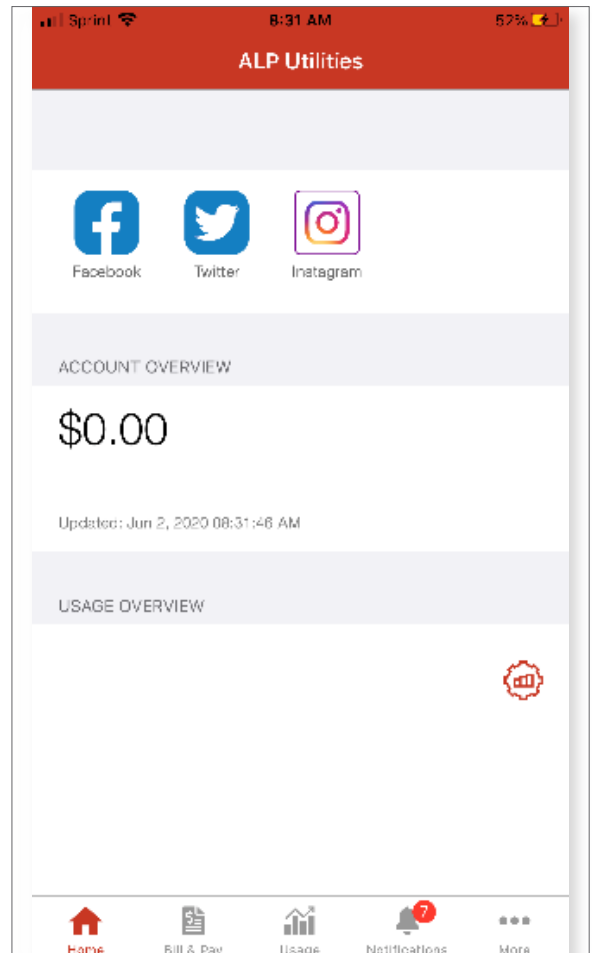 Sprint 8:31 AM 52%
ALP Utilities
Facebook Twitter Instagram
ACCOUNT OVERVIEW
$0.00
Updated: Jun 2, 2020 08:31:46 AM
USAGE OVERVIEW
7
Home Bill & Pay Usage Notifications More